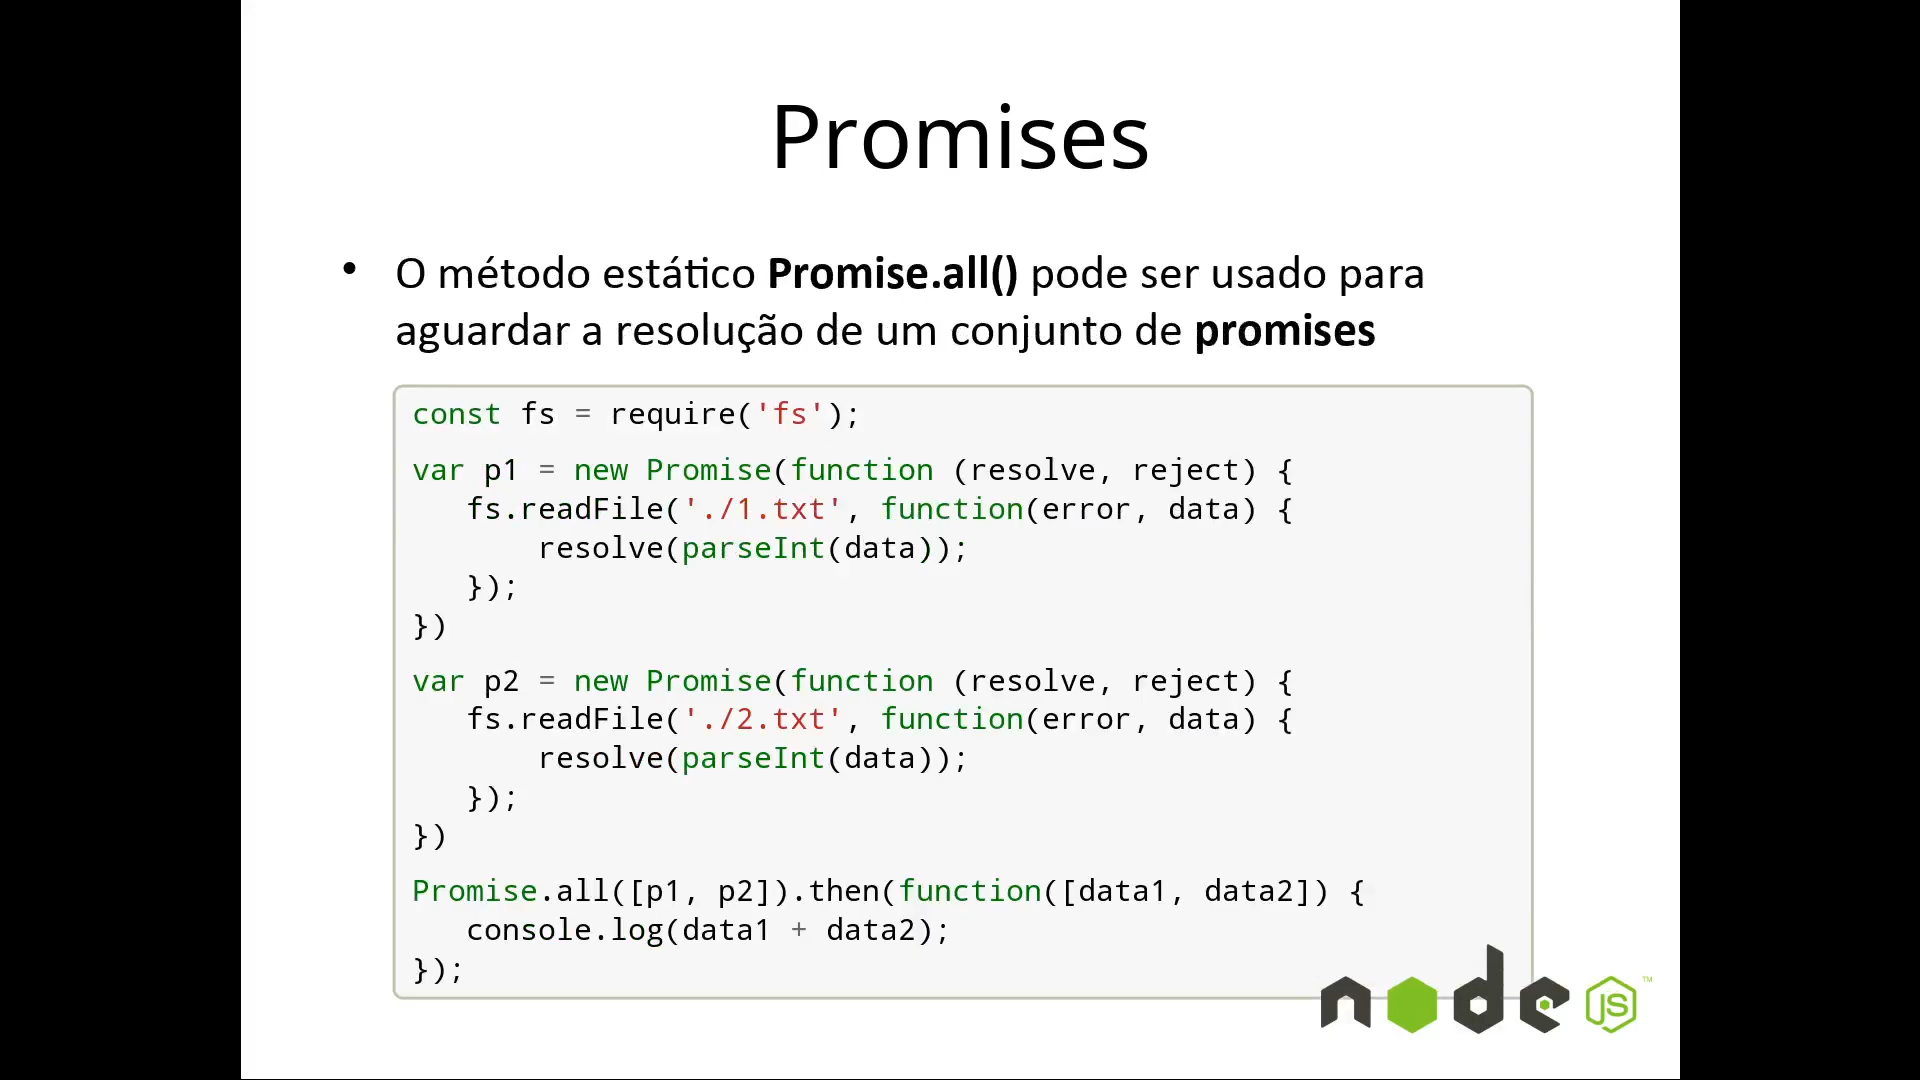 Promises
• O método estático Promise.all() pode ser usado para
aguardar a resolução de um conjunto de promises
const fs = require('fs');
var p1 = new Promise(function (resolve, reject) {
   fs.readFile('./1.txt', function(error, data) {
       resolve(parseInt(data));
   });
})
var p2 = new Promise(function (resolve, reject) {
   fs.readFile('./2.txt', function(error, data) {
       resolve(parseInt(data));
   });
})
Promise.all([p1, p2]).then(function([data1, data2]) {
   console.log(data1 + data2);
});
node JS ™